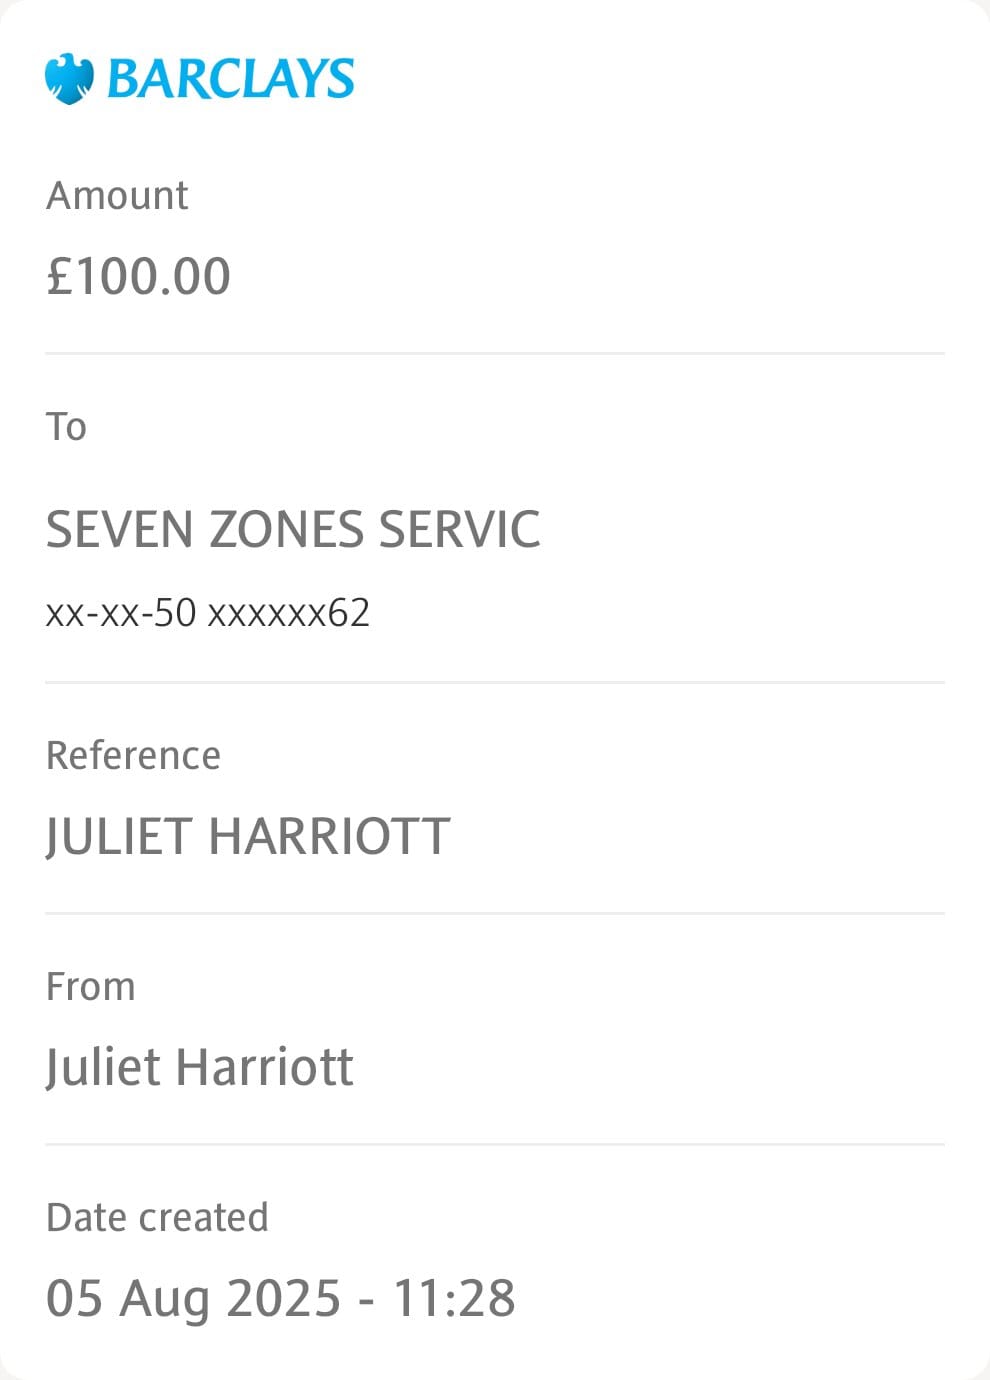 BARCLAYS
Amount
£100.00
To
SEVEN ZONES SERVIC
xx-xx-50 xxxxxx62
Reference
JULIET HARRIOTT
From
Juliet Harriott
Date created
05 Aug 2025 - 11:28